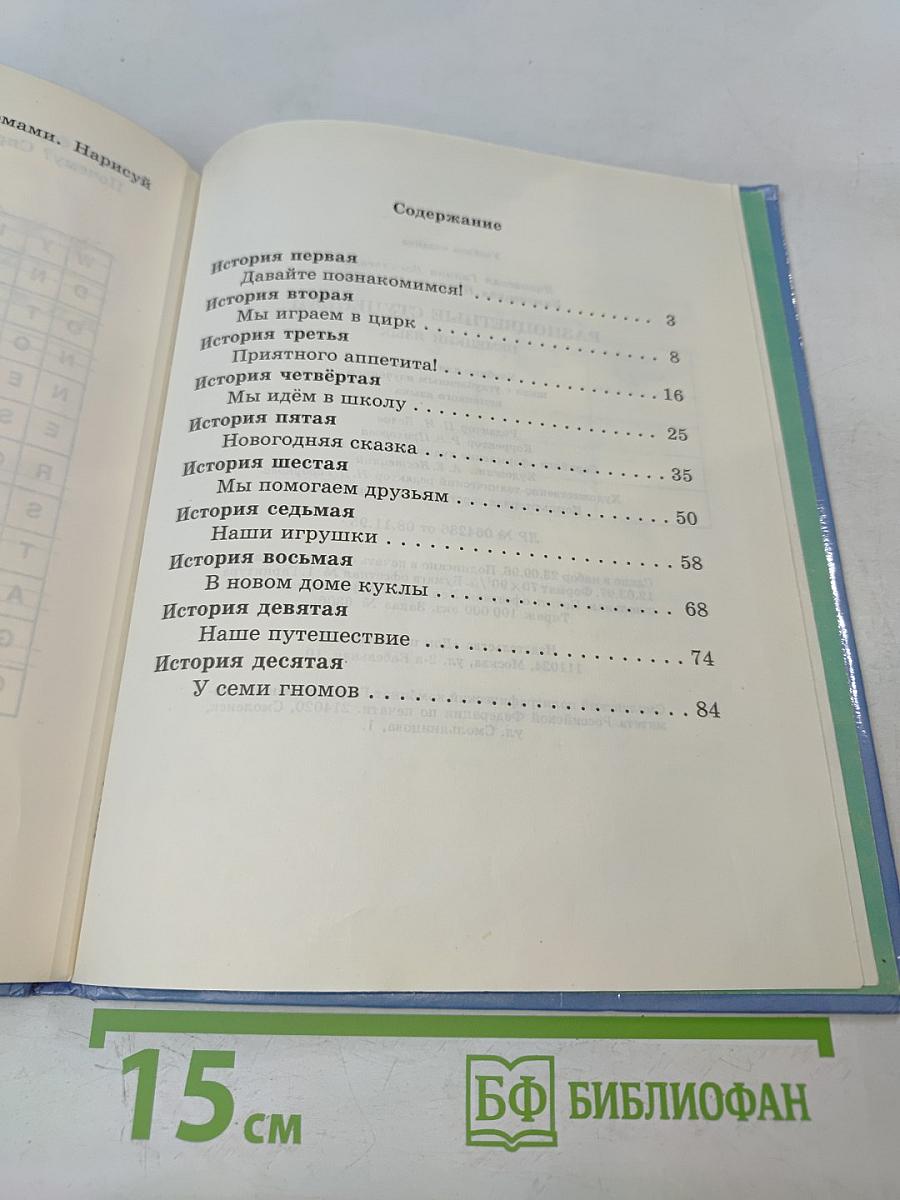 омами. Нарисуй
Содержание
История первая
Давайте познакомимся! . . . . . . . . . . . . . . . . 3
История вторая
Мы играем в цирк . . . . . . . . . . . . . . . . . . . . 8
История третья
Приятного аппетита! . . . . . . . . . . . . . . . . . . 16
История четвёртая
Мы идём в школу . . . . . . . . . . . . . . . . . . . . 25
История пятая
Новогодняя сказка . . . . . . . . . . . . . . . . . . . 35
История шестая
Мы помогаем друзьям . . . . . . . . . . . . . . . . . 50
История седьмая
Наши игрушки . . . . . . . . . . . . . . . . . . . . . . 58
История восьмая
В новом доме куклы . . . . . . . . . . . . . . . . . . 68
История девятая
Наше путешествие . . . . . . . . . . . . . . . . . . . 74
История десятая
У семи гномов . . . . . . . . . . . . . . . . . . . . . . 84
15 см
БФ БИБЛИОФАН